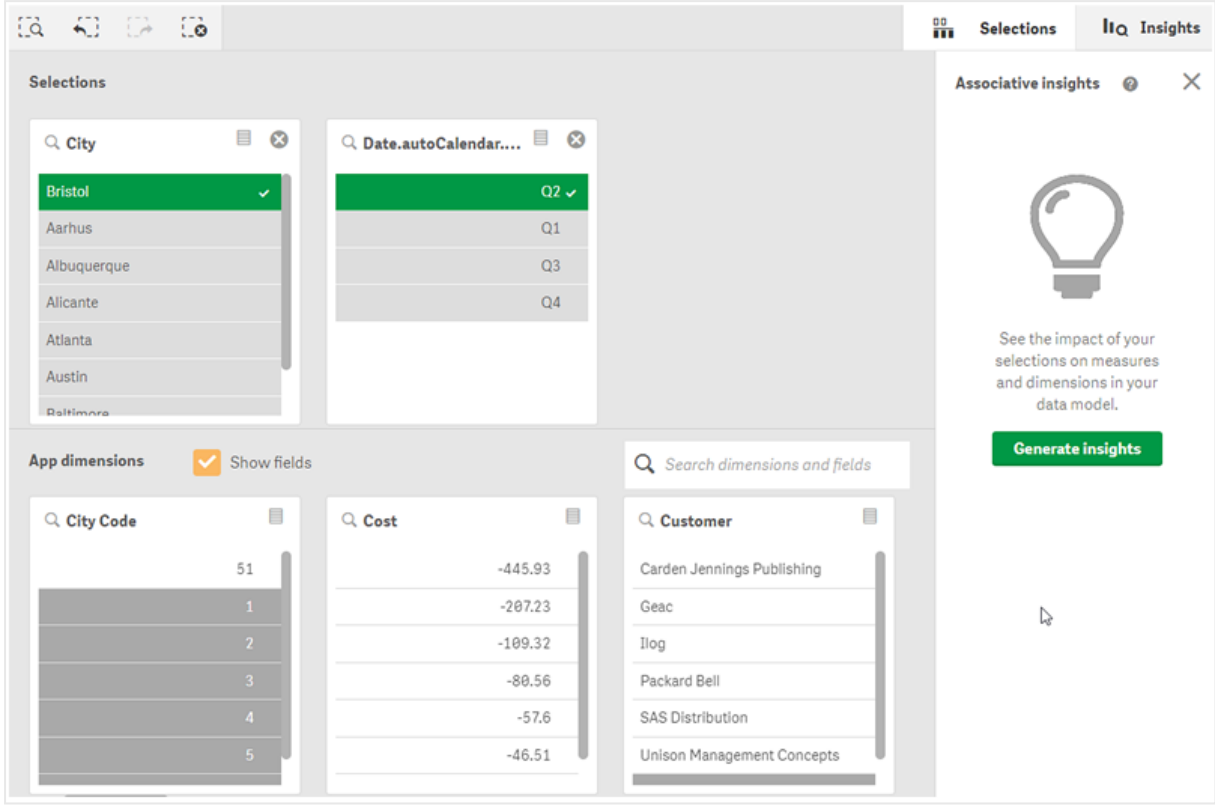 Selections
Insights
Selections
Associative insights
City
Date.autoCalendar....
Bristol
Aarhus
Albuquerque
Alicante
Atlanta
Austin
Baltimore
Q2
Q1
Q3
Q4
See the impact of your
selections on measures
and dimensions in your
data model.
Generate insights
App dimensions
Show fields
Search dimensions and fields
City Code
51
1
2
3
4
5
Cost
-445.93
-207.23
-109.32
-80.56
-57.6
-46.51
Customer
Carden Jennings Publishing
Geac
Ilog
Packard Bell
SAS Distribution
Unison Management Concepts